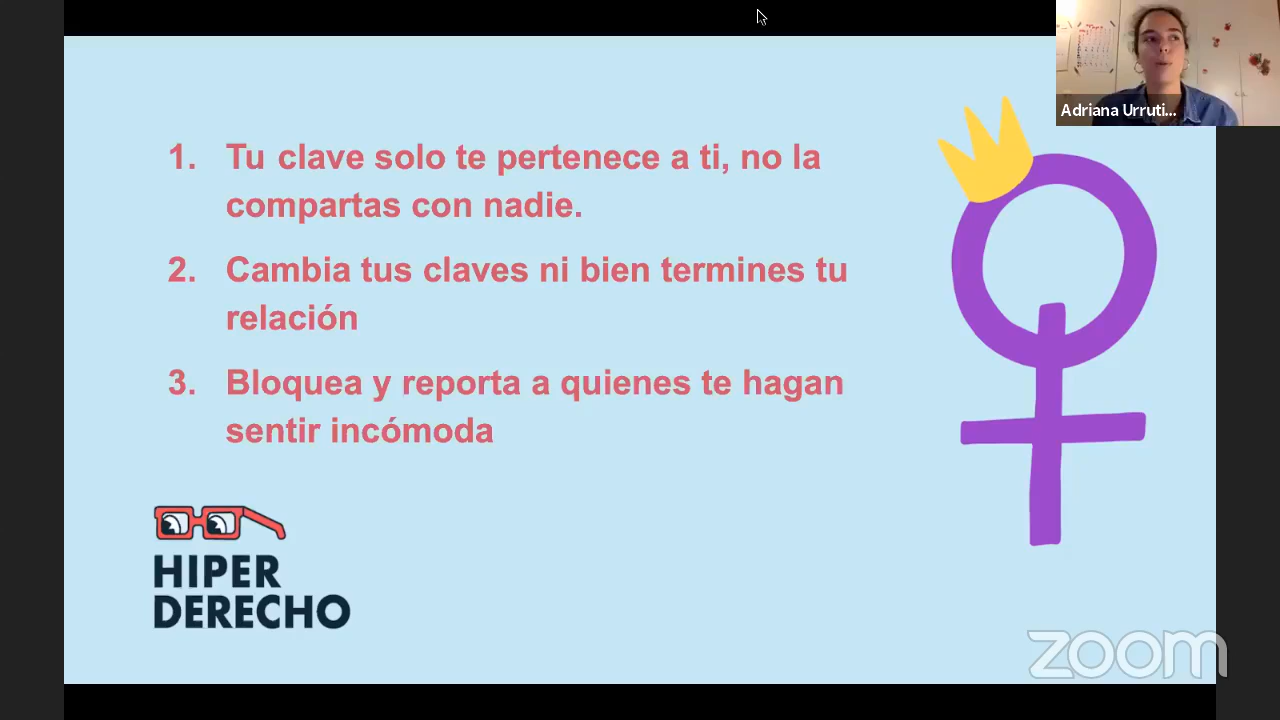 Adriana Urruti...
1. Tu clave solo te pertenece a ti, no la
compartas con nadie.
2. Cambia tus claves ni bien termines tu
relación
3. Bloquea y reporta a quienes te hagan
sentir incómoda
HIPER
DERECHO
zoom